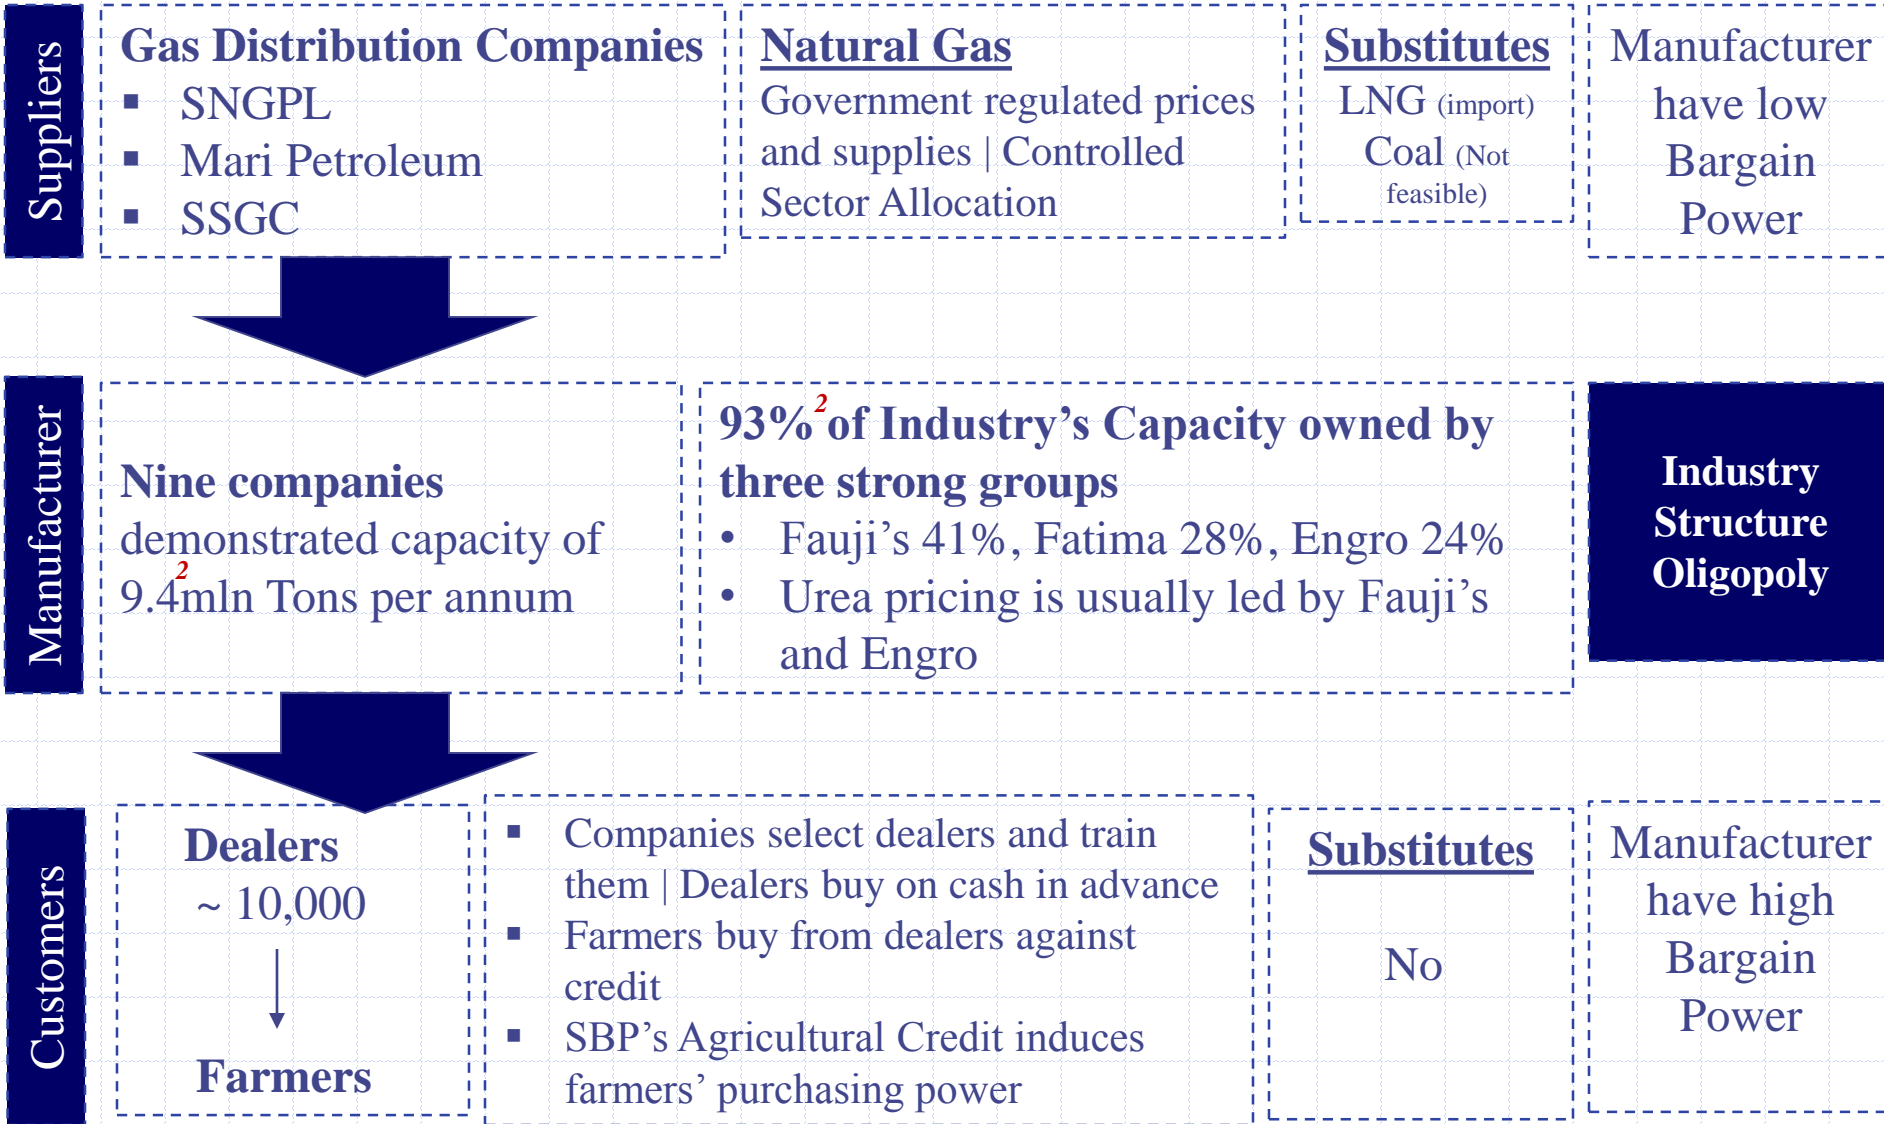 Suppliers
Gas Distribution Companies
▪ SNGPL
▪ Mari Petroleum
▪ SSGC
Natural Gas
Government regulated prices
and supplies | Controlled
Sector Allocation
Substitutes
LNG (import)
Coal (Not
feasible)
Manufacturer
have low
Bargain
Power
Manufacturer
Nine companies
demonstrated capacity of
9.4²mln Tons per annum
93%² of Industry’s Capacity owned by
three strong groups
• Fauji’s 41%, Fatima 28%, Engro 24%
• Urea pricing is usually led by Fauji’s
and Engro
Industry
Structure
Oligopoly
Customers
Dealers
~ 10,000
Farmers
▪ Companies select dealers and train
them | Dealers buy on cash in advance
▪ Farmers buy from dealers against
credit
▪ SBP’s Agricultural Credit induces
farmers’ purchasing power
Substitutes
No
Manufacturer
have high
Bargain
Power